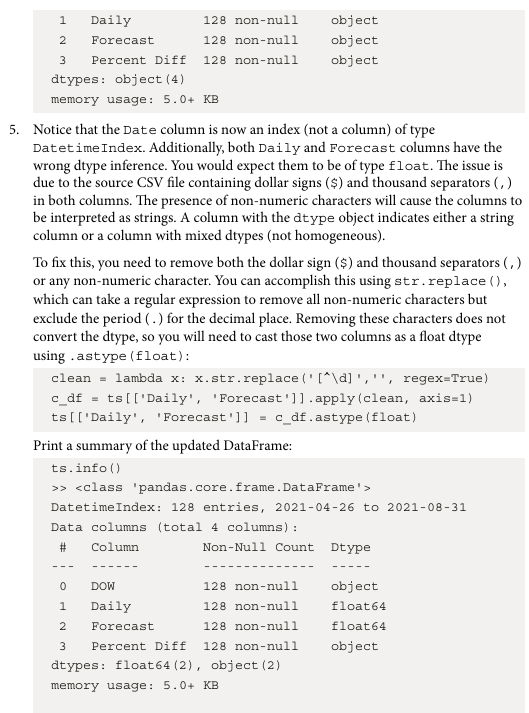 1 Daily 128 non-null object
2 Forecast 128 non-null object
3 Percent Diff 128 non-null object
dtypes: object(4)
memory usage: 5.0+ KB
5. Notice that the Date column is now an index (not a column) of type
DatetimeIndex. Additionally, both Daily and Forecast columns have the
wrong dtype inference. You would expect them to be of type float. The issue is
due to the source CSV file containing dollar signs ($) and thousand separators (,)
in both columns. The presence of non-numeric characters will cause the columns to
be interpreted as strings. A column with the dtype object indicates either a string
column or a column with mixed dtypes (not homogeneous).
To fix this, you need to remove both the dollar sign ($) and thousand separators (,)
or any non-numeric character. You can accomplish this using str.replace(),
which can take a regular expression to remove all non-numeric characters but
exclude the period (.) for the decimal place. Removing these characters does not
convert the dtype, so you will need to cast those two columns as a float dtype
using .astype(float):
clean = lambda x: x.str.replace('[^\d]','', regex=True)
c_df = ts[['Daily', 'Forecast']].apply(clean, axis=1)
ts[['Daily', 'Forecast']] = c_df.astype(float)
Print a summary of the updated DataFrame:
ts.info()
>> <class 'pandas.core.frame.DataFrame'>
DatetimeIndex: 128 entries, 2021-04-26 to 2021-08-31
Data columns (total 4 columns):
# Column Non-Null Count Dtype
--- ------ -------------- -----
0 DOW 128 non-null object
1 Daily 128 non-null float64
2 Forecast 128 non-null float64
3 Percent Diff 128 non-null object
dtypes: float64(2), object(2)
memory usage: 5.0+ KB